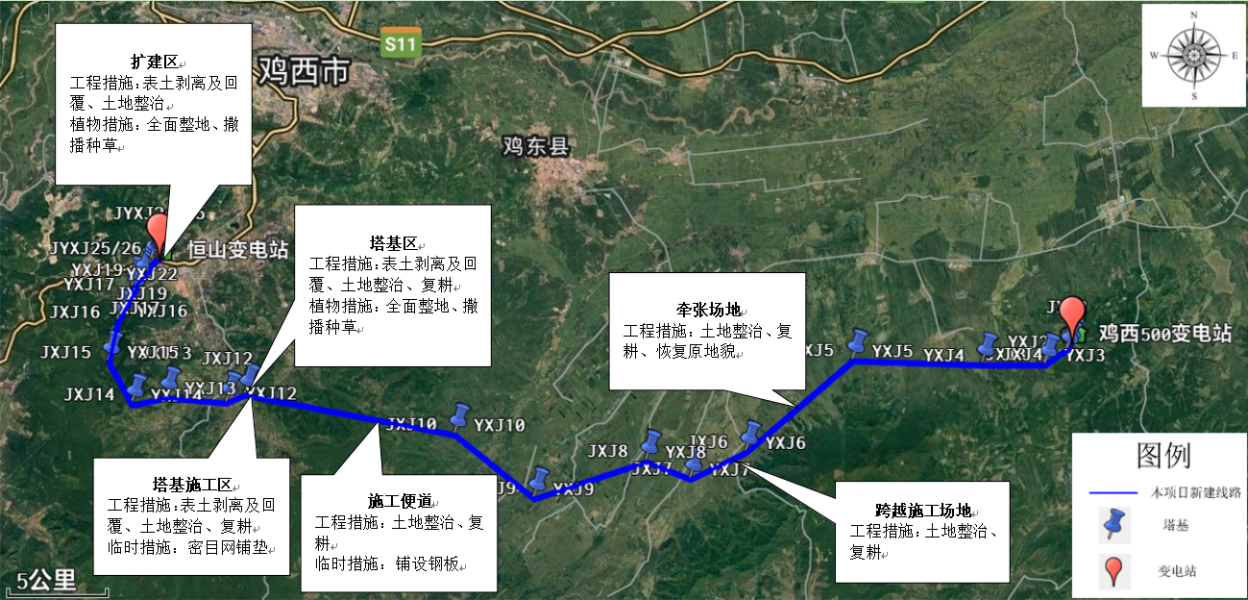 扩建区
工程措施：表土剥离及回
覆、土地整治
植物措施：全面整地、撒
播种草
S11
鸡西市
鸡东县
N
W
E
S
恒山变电站
JYXJ25/26
YXJ19
YXJ22
YXJ17
JXJ19
JXJ16
YXJ16
JXJ15
YXJ15
JXJ12
JXJ14
YXJ14
YXJ13
YXJ12
塔基区
工程措施：表土剥离及回
覆、土地整治、复耕
植物措施：全面整地、撒
播种草
牵张场地
工程措施：土地整治、复
耕、恢复原地貌
鸡西500变电站
YXJ5
YXJ4
YXJ3
JXJ10
YXJ10
JXJ8
YXJ8
JXJ6
YXJ6
JXJ7
YXJ7
YXJ9
塔基施工区
工程措施：表土剥离及回
覆、土地整治、复耕
临时措施：密目网铺垫
施工便道
工程措施：土地整治、复
耕
临时措施：铺设钢板
跨越施工场地
工程措施：土地整治、
复耕
图例
本项目新建线路
塔基
变电站
5公里